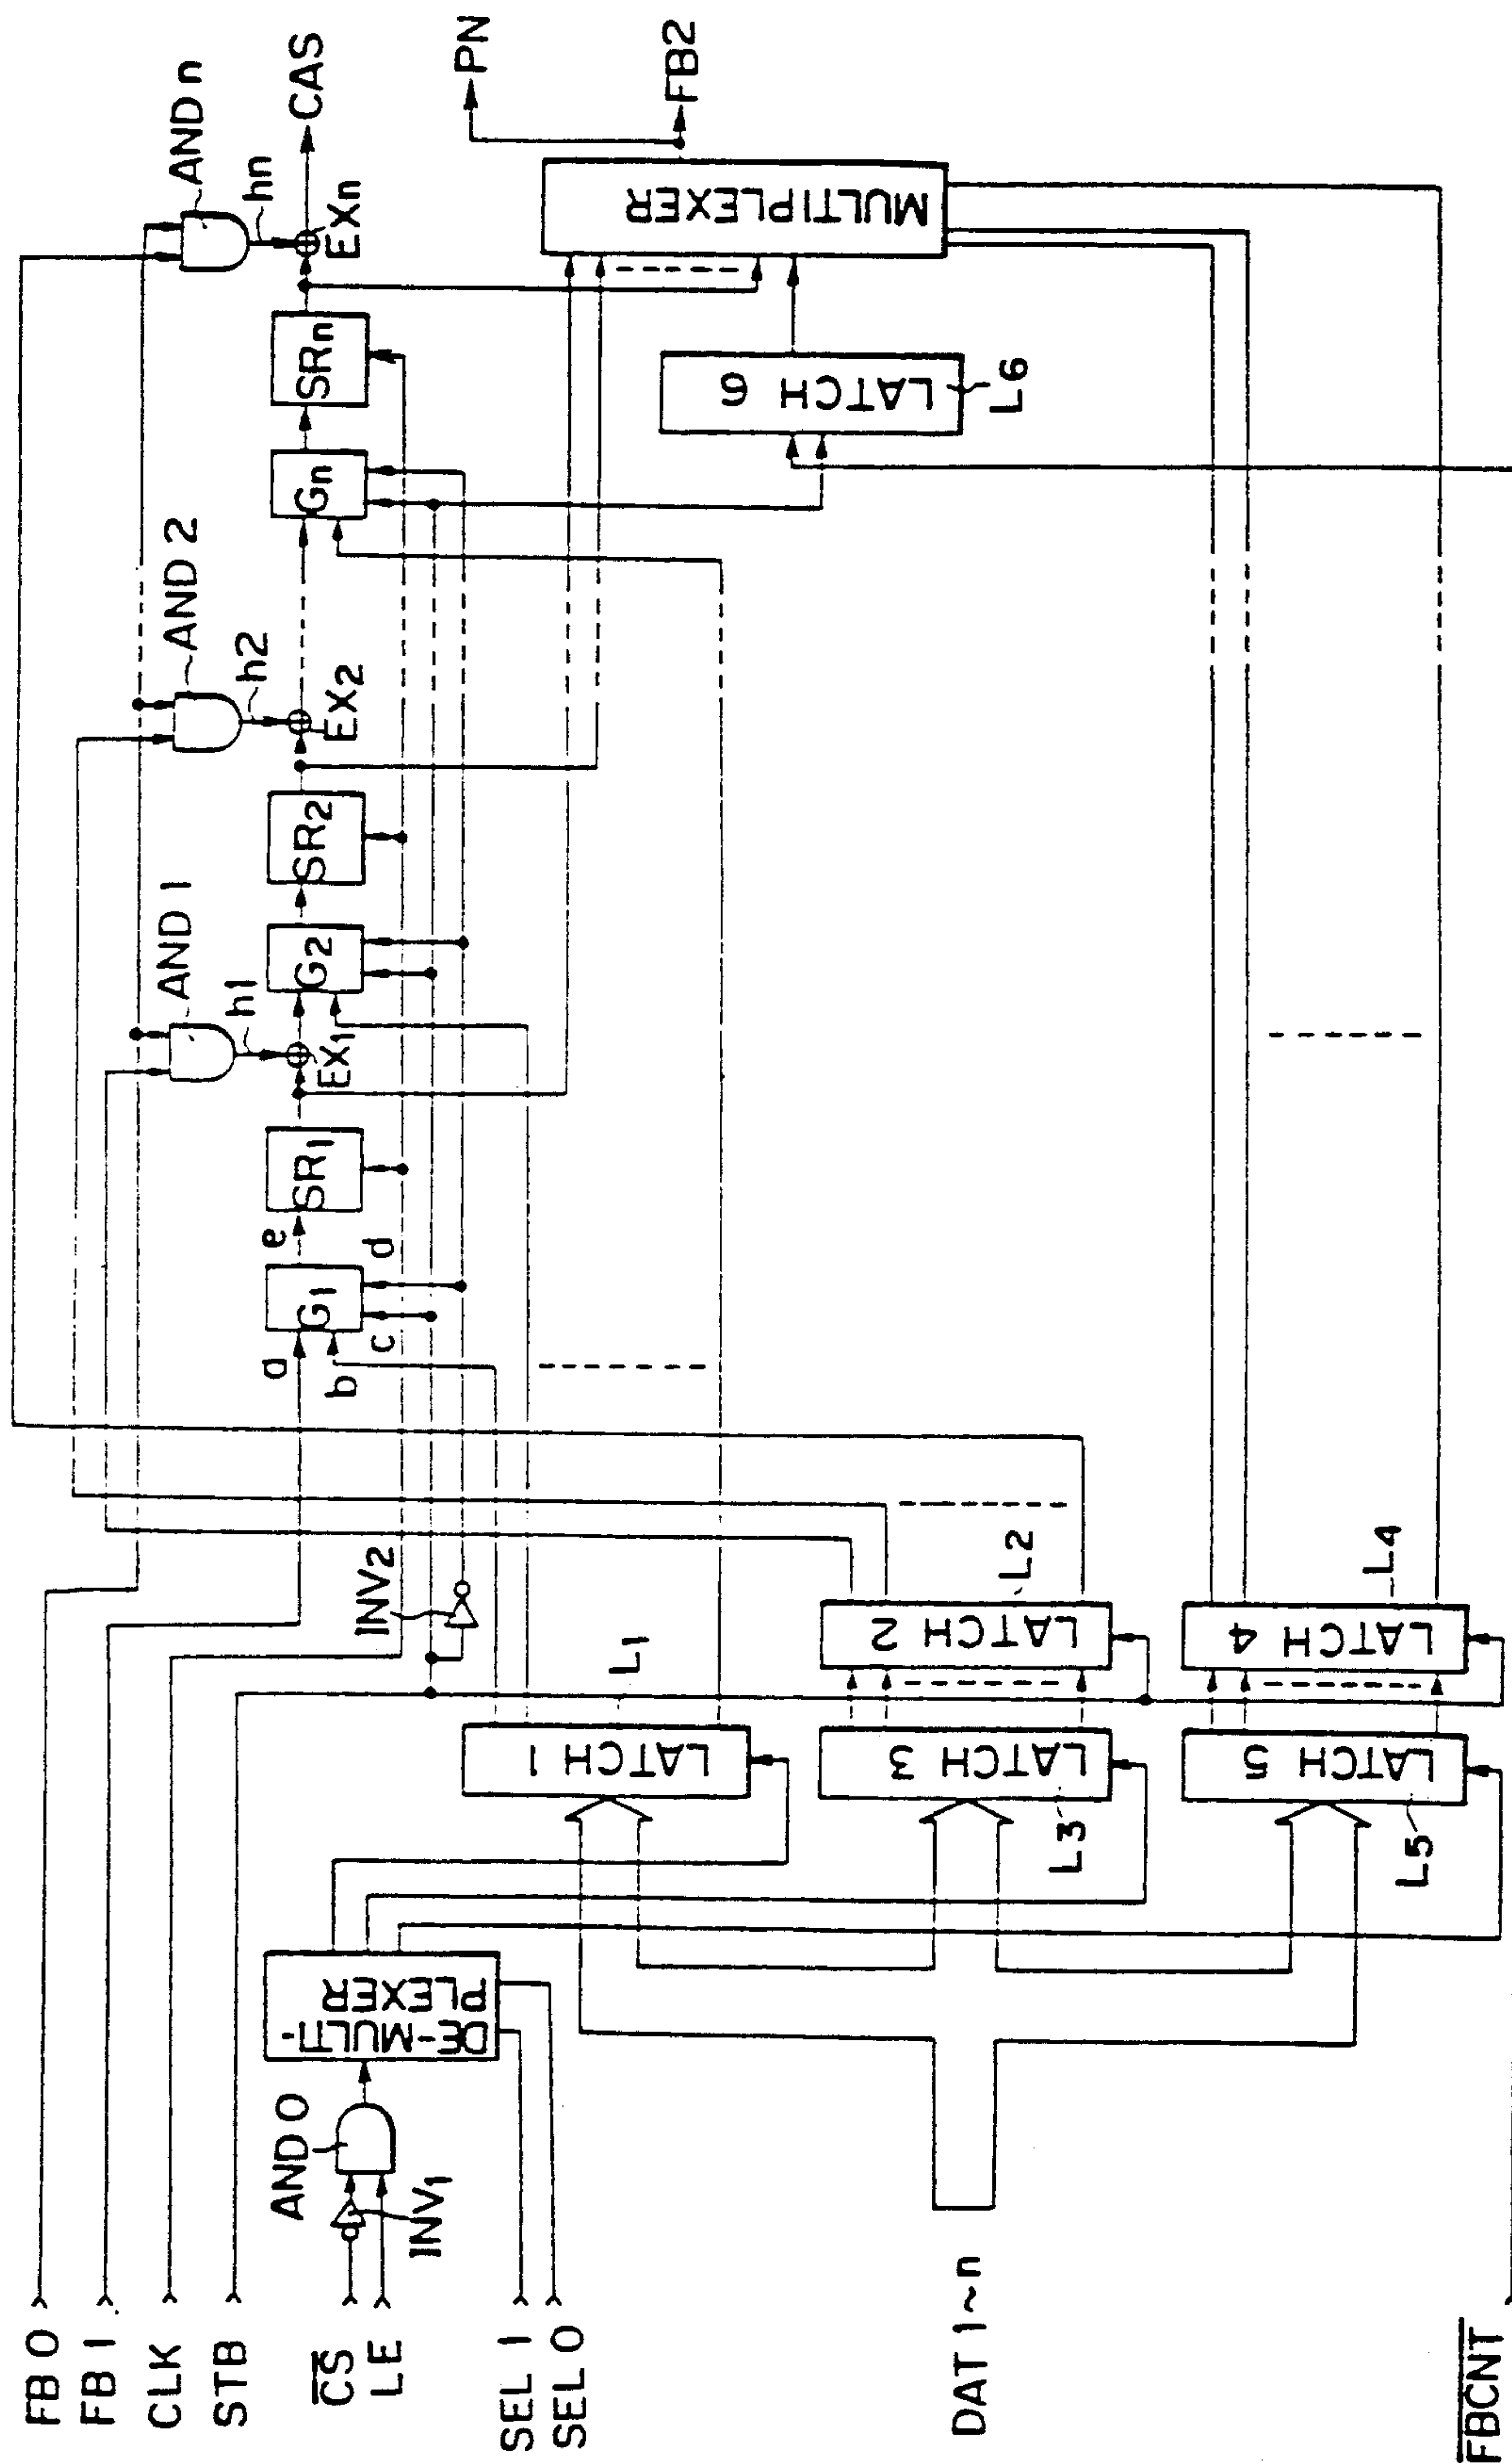 FB 0
FB 1
CLK
STB
CS
LE
SEL 1
SEL 0
DAT 1~n
FBCNT
INV1
AND 0
DE-MULTI-
PLEXER
LATCH 1
L1
LATCH 3
L3
LATCH 5
L5
LATCH 2
L2
LATCH 4
L4
INV2
a
b
c
d
e
G1
SR1
EX1
h1
AND 1
G2
SR2
EX2
h2
AND 2
Gn
SRn
EXn
hn
AND n
CAS
LATCH 6
L6
MULTIPLEXER
PN
FB2